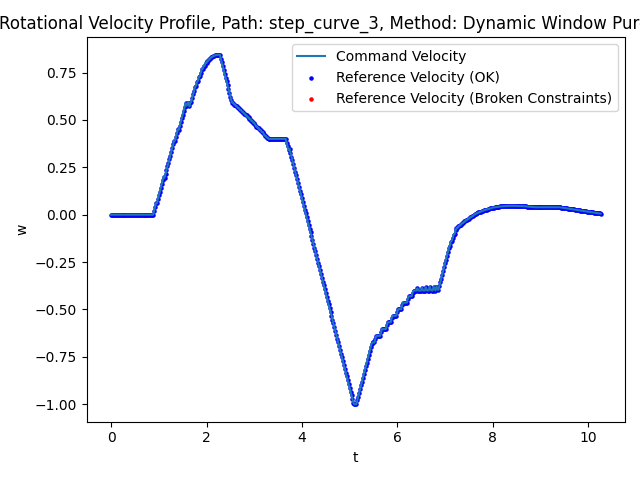 Rotational Velocity Profile, Path: step_curve_3, Method: Dynamic Window Pur
Command Velocity
Reference Velocity (OK)
Reference Velocity (Broken Constraints)
0.75
0.50
0.25
0.00
−0.25
−0.50
−0.75
−1.00
w
0
2
4
6
8
10
t